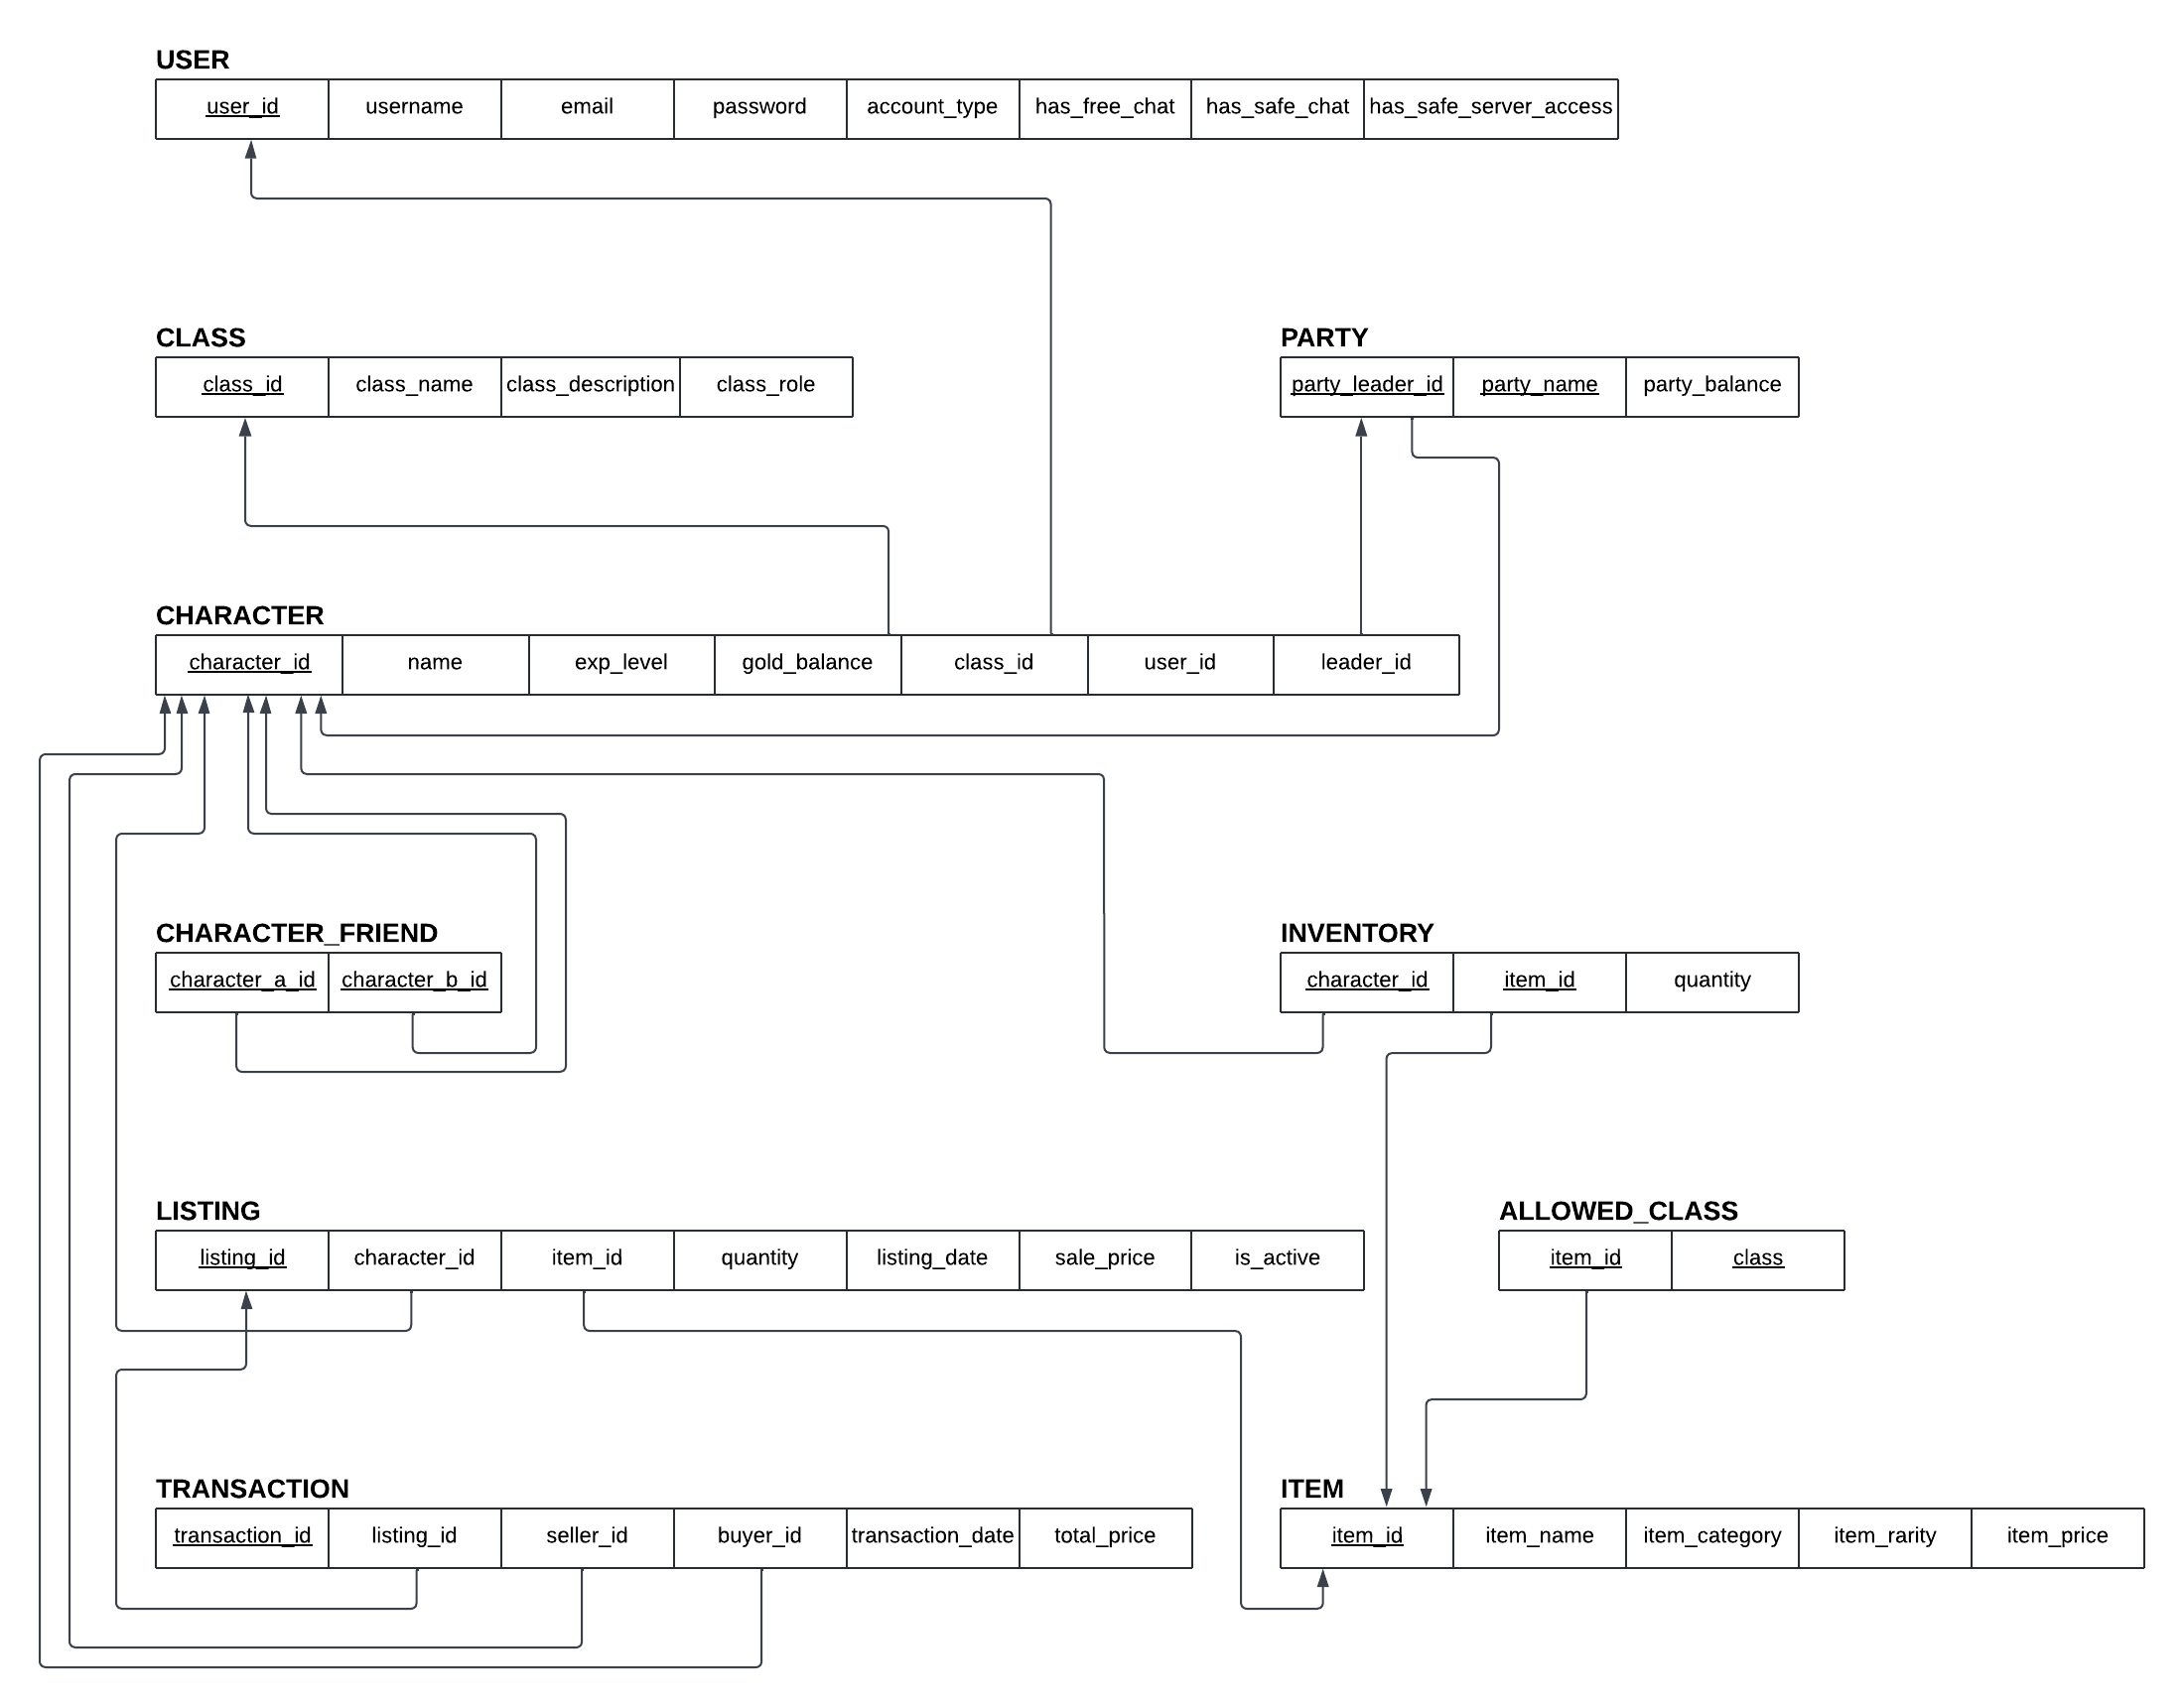 USER
user_id username email password account_type has_free_chat has_safe_chat has_safe_server_access
CLASS
class_id class_name class_description class_role
PARTY
party_leader_id party_name party_balance
CHARACTER
character_id name exp_level gold_balance class_id user_id leader_id
CHARACTER_FRIEND
character_a_id character_b_id
INVENTORY
character_id item_id quantity
LISTING
listing_id character_id item_id quantity listing_date sale_price is_active
ALLOWED_CLASS
item_id class
TRANSACTION
transaction_id listing_id seller_id buyer_id transaction_date total_price
ITEM
item_id item_name item_category item_rarity item_price